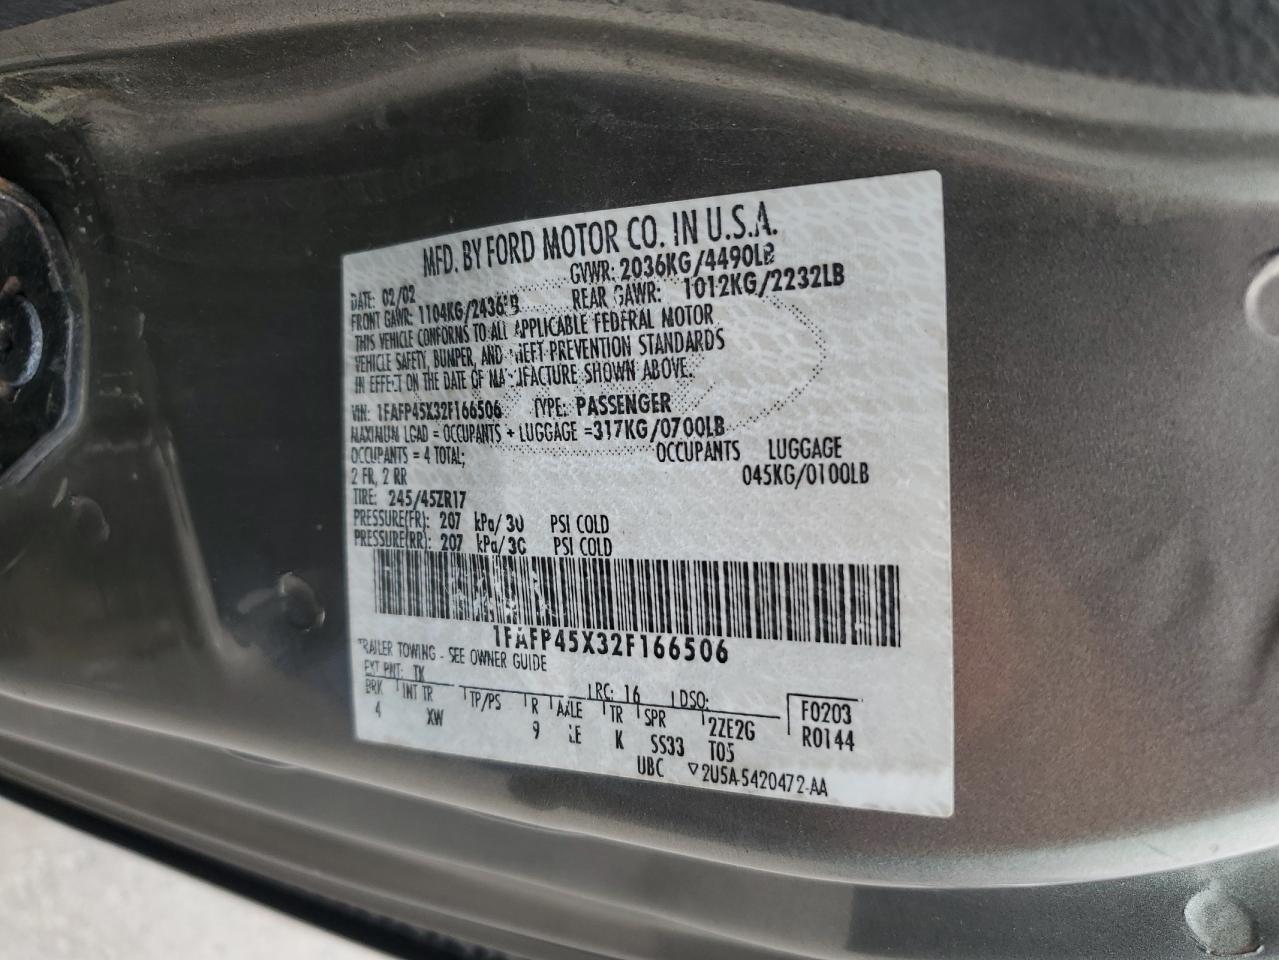 MFD. BY FORD MOTOR CO. IN U.S.A.
DATE: 02/02 GVWR: 2036KG/4490LB
FRONT GAWR: 1104KG/2436LB REAR GAWR: 1012KG/2232LB
THIS VEHICLE CONFORMS TO ALL APPLICABLE FEDERAL MOTOR
VEHICLE SAFETY, BUMPER, AND THEFT PREVENTION STANDARDS
IN EFFECT ON THE DATE OF MANUFACTURE SHOWN ABOVE.
VIN: 1FAFP45X32F166506 TYPE: PASSENGER
MAXIMUM LOAD = OCCUPANTS + LUGGAGE =317KG/0700LB
OCCUPANTS = 4 TOTAL; OCCUPANTS LUGGAGE
2 FR, 2 RR 045KG/0100LB
TIRE: 245/45ZR17
PRESSURE(FR): 207 kPa/30 PSI COLD
PRESSURE(RR): 207 kPa/30 PSI COLD
1FAFP45X32F166506
TRAILER TOWING - SEE OWNER GUIDE
EXT PNT: TK RC: 16 DSO:
BRK INT TR TP/PS R AXLE TR SPR 2ZE2G F0203
4 XW 9 K SS33 T05 R0144
UBC ▽2U5A-5420472-AA